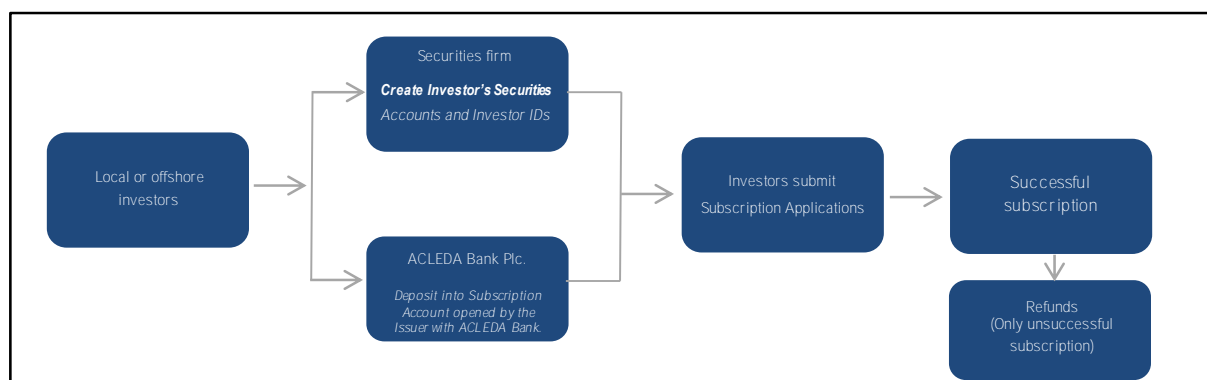 Local or offshore
investors
Securities firm
Create Investor's Securities
Accounts and Investor IDs
ACLEDA Bank Plc.
Deposit into Subscription
Account opened by the
Issuer with ACLEDA Bank.
Investors submit
Subscription Applications
Successful
subscription
Refunds
(Only unsuccessful
subscription)